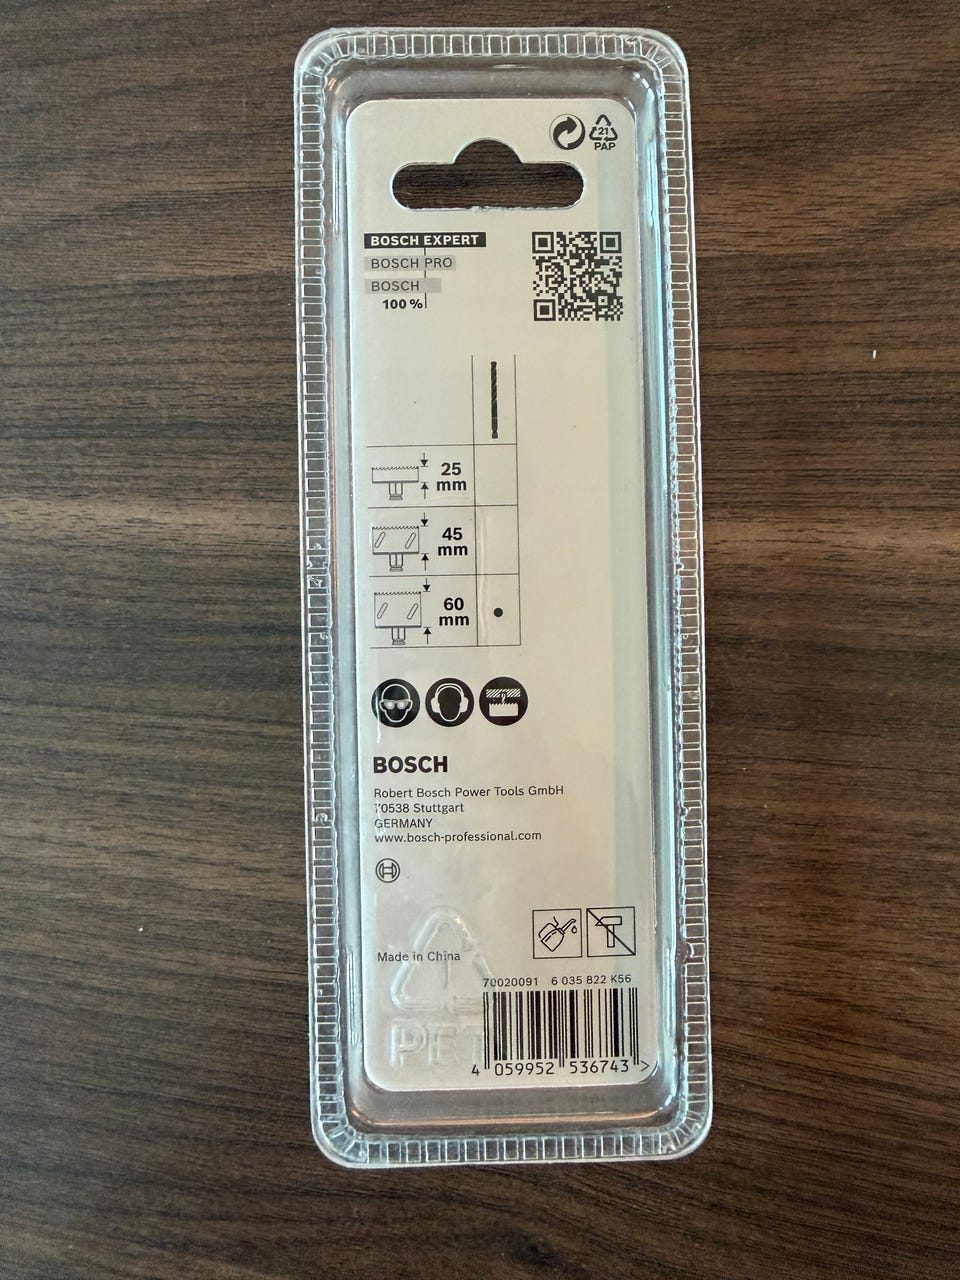 21
PAP
BOSCH EXPERT
BOSCH PRO
BOSCH
100 %
25
mm
45
mm
60
mm
BOSCH
Robert Bosch Power Tools GmbH
70538 Stuttgart
GERMANY
www.bosch-professional.com
Made in China
1
PET
70020091 6 035 822 K56
4 059952 536743 >